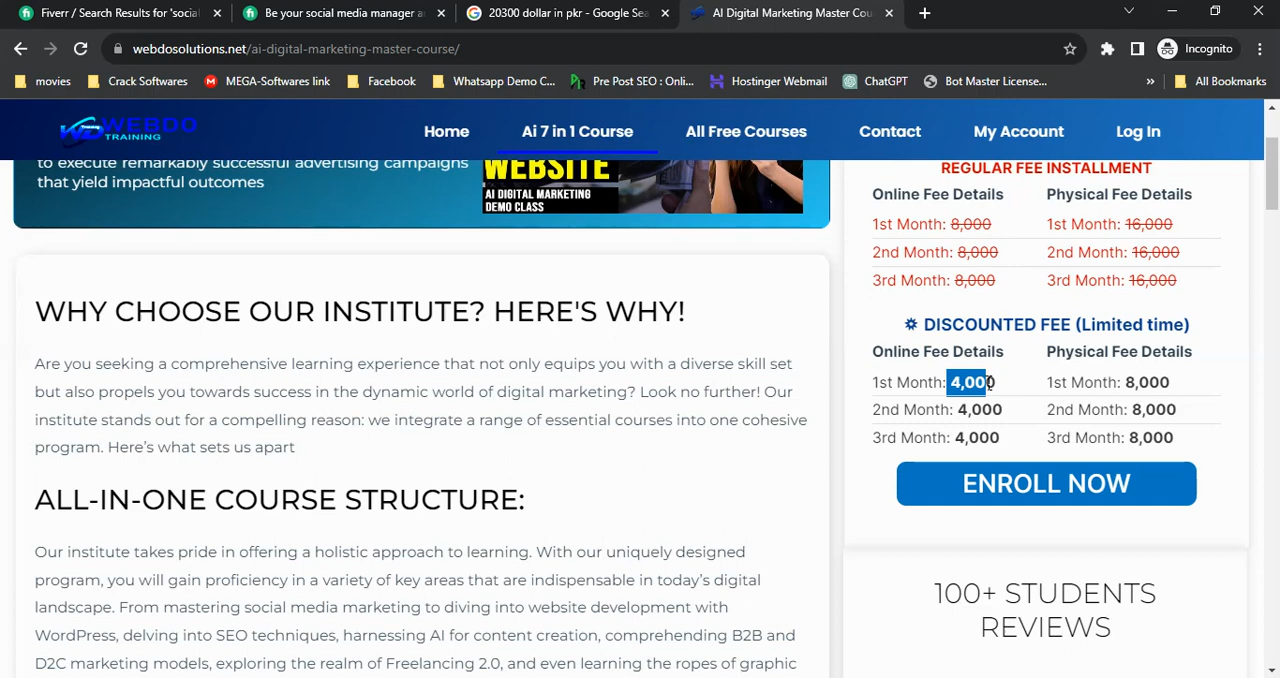 Fiverr / Search Results for 'social
Be your social media manager a
20300 dollar in pkr - Google Sea
AI Digital Marketing Master Cou
webdosolutions.net/ai-digital-marketing-master-course/
Incognito
movies
Crack Softwares
MEGA-Softwares link
Facebook
Whatsapp Demo C...
Pre Post SEO : Onli...
Hostinger Webmail
ChatGPT
Bot Master License...
»
All Bookmarks
WEBDO
TRAINING
Home
Ai 7 in 1 Course
All Free Courses
Contact
My Account
Log In
to execute remarkably successful advertising campaigns
that yield impactful outcomes
WEBSITE
AI DIGITAL MARKETING
DEMO CLASS
REGULAR FEE INSTALLMENT
Online Fee Details Physical Fee Details
1st Month: 8,000 1st Month: 16,000
2nd Month: 8,000 2nd Month: 16,000
3rd Month: 8,000 3rd Month: 16,000
DISCOUNTED FEE (Limited time)
Online Fee Details Physical Fee Details
1st Month: 4,000 1st Month: 8,000
2nd Month: 4,000 2nd Month: 8,000
3rd Month: 4,000 3rd Month: 8,000
ENROLL NOW
100+ STUDENTS
REVIEWS
WHY CHOOSE OUR INSTITUTE? HERE'S WHY!
Are you seeking a comprehensive learning experience that not only equips you with a diverse skill set
but also propels you towards success in the dynamic world of digital marketing? Look no further! Our
institute stands out for a compelling reason: we integrate a range of essential courses into one cohesive
program. Here's what sets us apart
ALL-IN-ONE COURSE STRUCTURE:
Our institute takes pride in offering a holistic approach to learning. With our uniquely designed
program, you will gain proficiency in a variety of key areas that are indispensable in today's digital
landscape. From mastering social media marketing to diving into website development with
WordPress, delving into SEO techniques, harnessing AI for content creation, comprehending B2B and
D2C marketing models, exploring the realm of Freelancing 2.0, and even learning the ropes of graphic